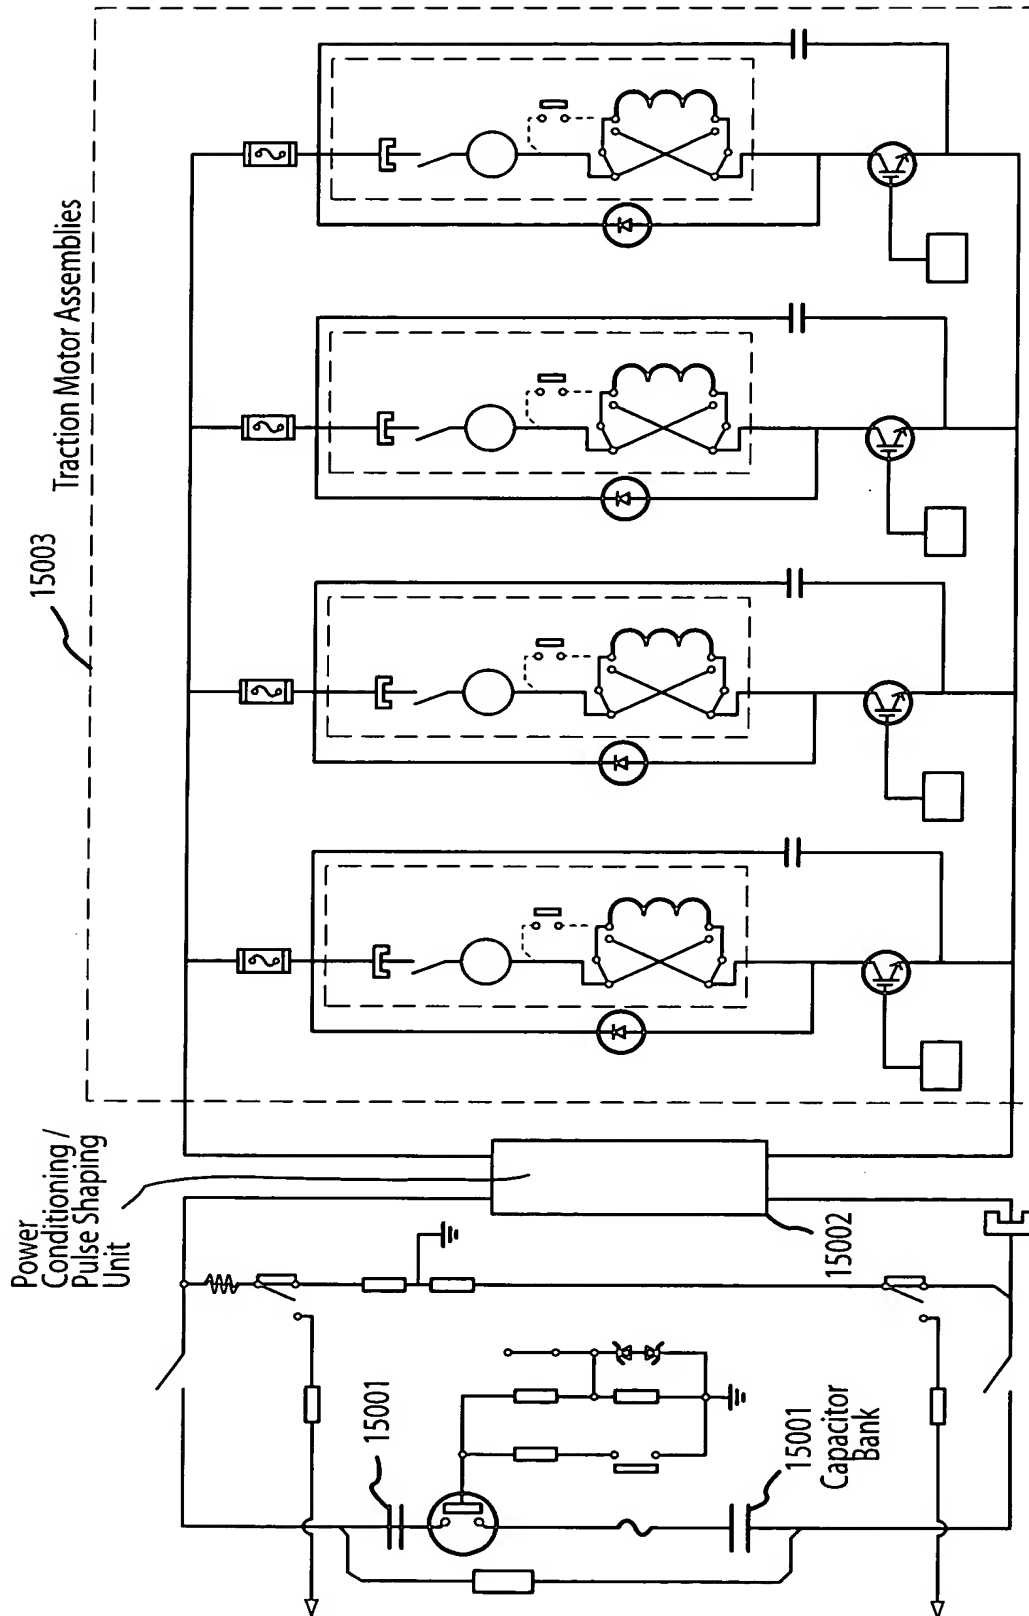 15003
Traction Motor Assemblies
Power
Conditioning /
Pulse Shaping
Unit
15002
15001
15001
Capacitor
Bank